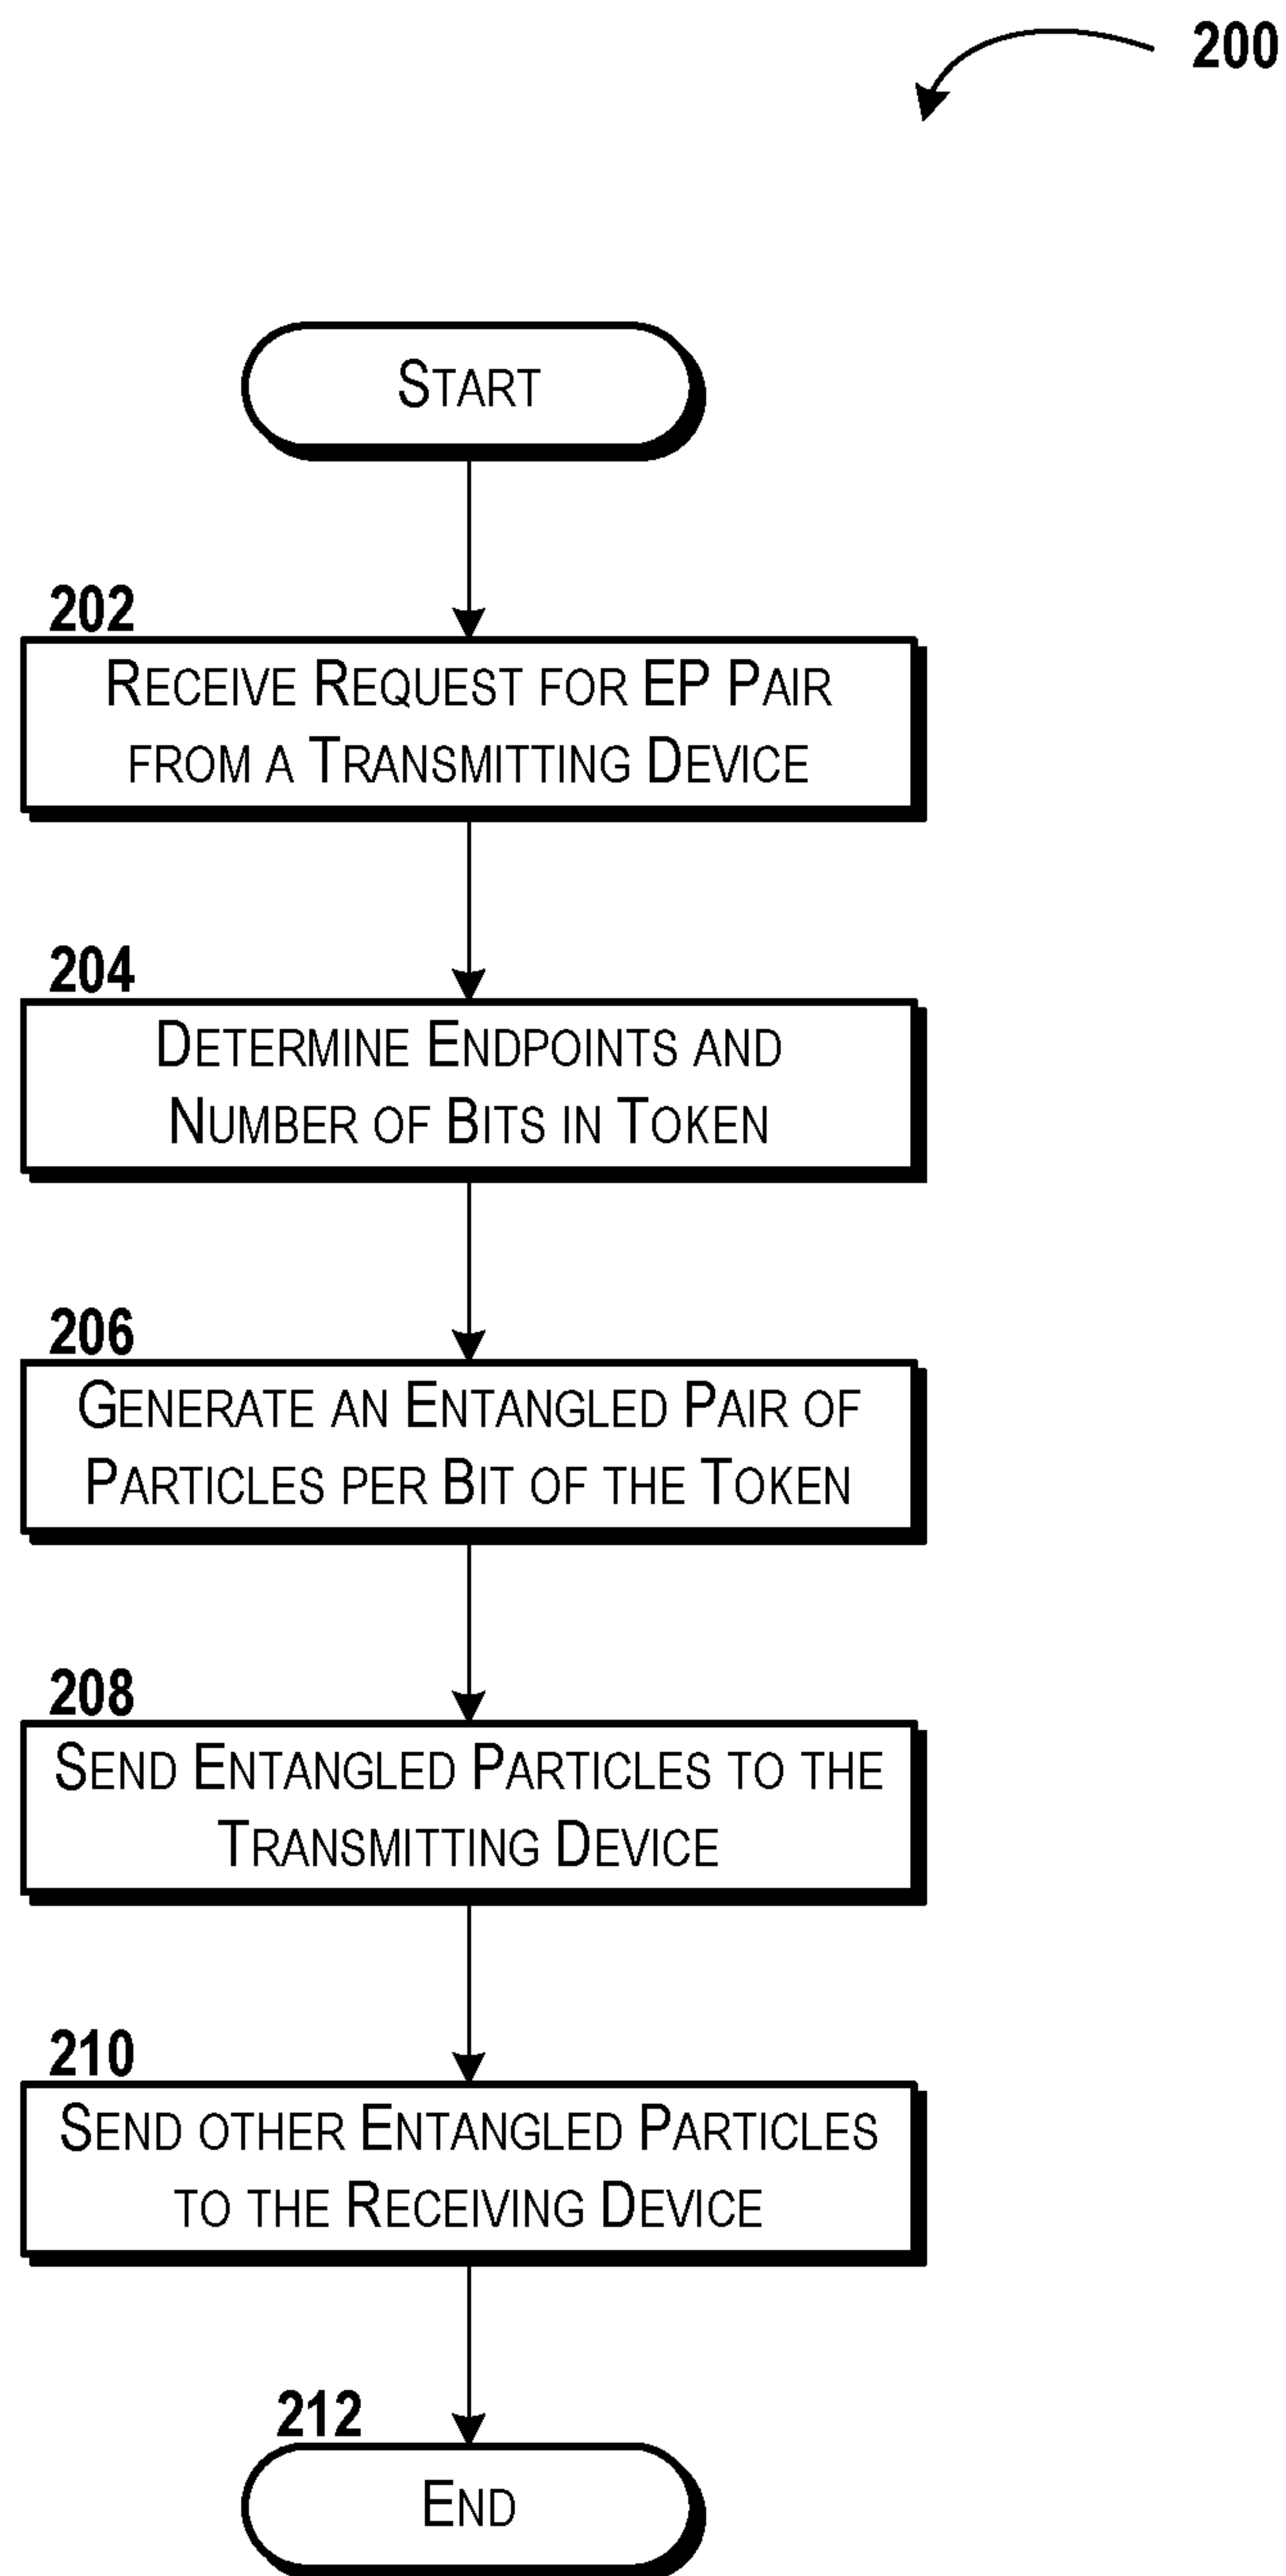 200
START
202
RECEIVE REQUEST FOR EP PAIR
FROM A TRANSMITTING DEVICE
204
DETERMINE ENDPOINTS AND
NUMBER OF BITS IN TOKEN
206
GENERATE AN ENTANGLED PAIR OF
PARTICLES PER BIT OF THE TOKEN
208
SEND ENTANGLED PARTICLES TO THE
TRANSMITTING DEVICE
210
SEND OTHER ENTANGLED PARTICLES
TO THE RECEIVING DEVICE
212
END